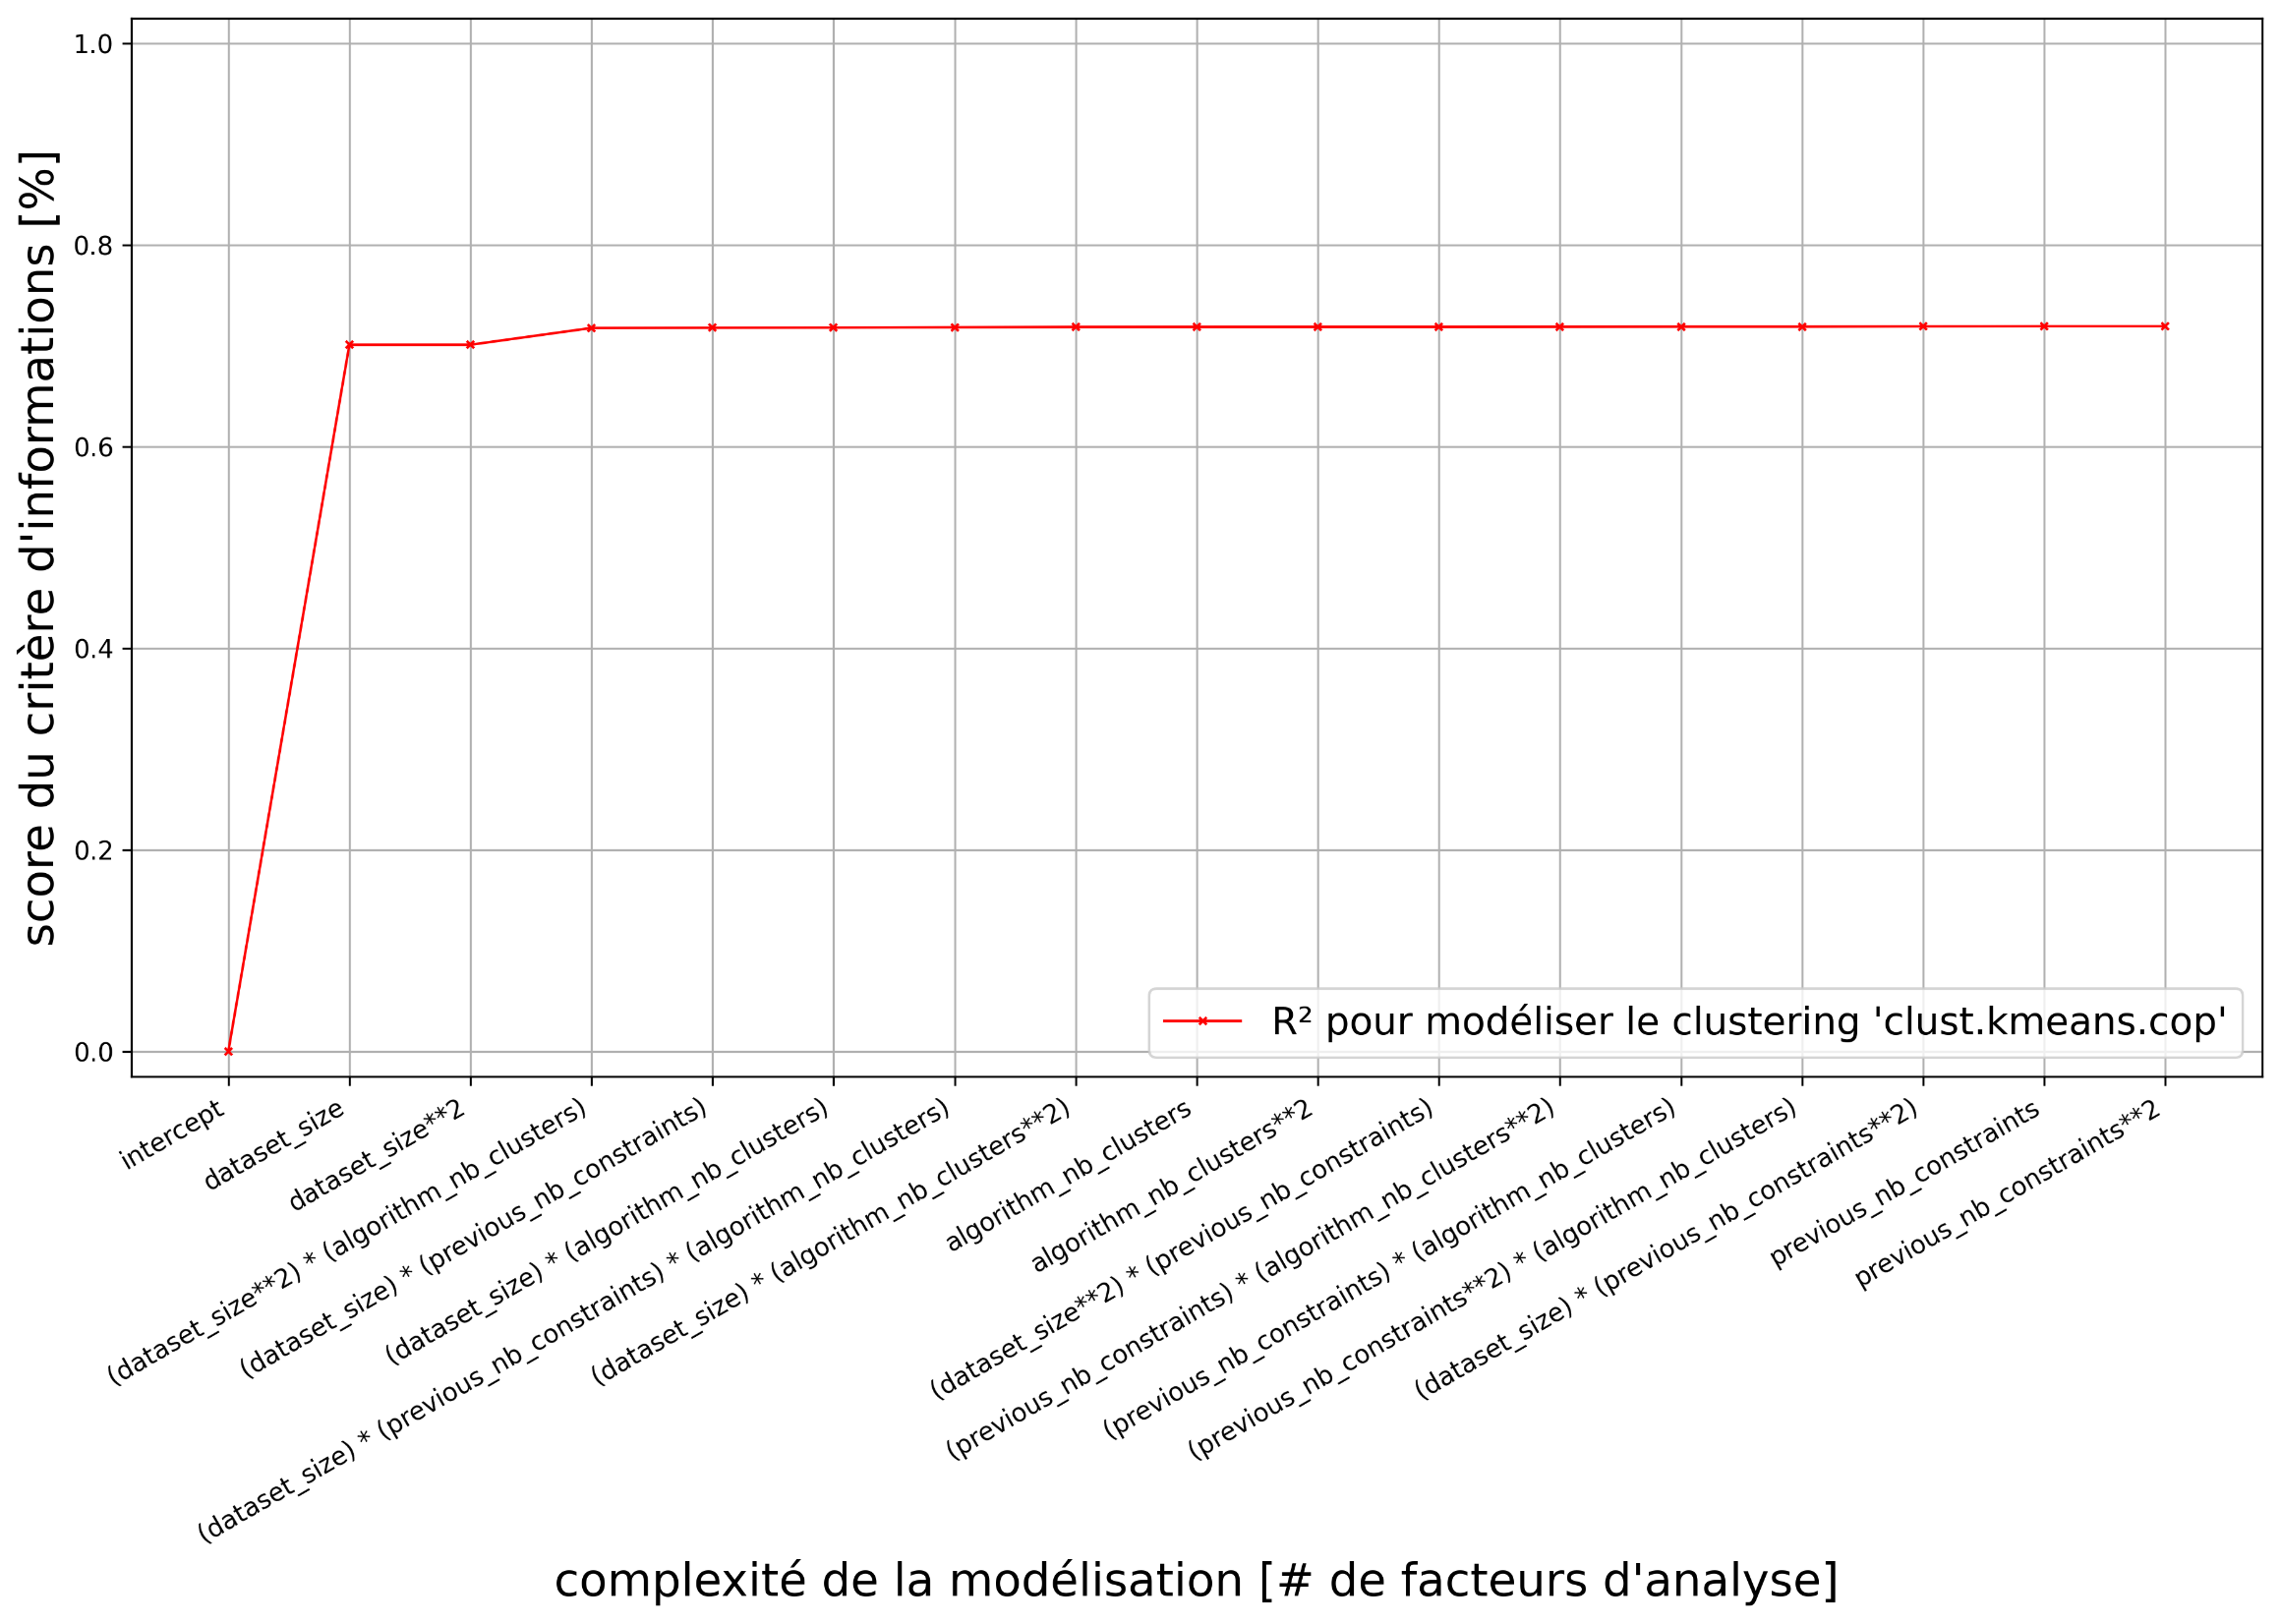 score du critère d'informations [%]
1.0
0.8
0.6
0.4
0.2
0.0
R² pour modéliser le clustering 'clust.kmeans.cop'
intercept
dataset_size
dataset_size**2
(dataset_size**2) * (algorithm_nb_clusters)
(dataset_size) * (previous_nb_constraints)
(dataset_size) * (algorithm_nb_clusters)
(dataset_size) * (previous_nb_constraints) * (algorithm_nb_clusters)
(dataset_size) * (algorithm_nb_clusters**2)
algorithm_nb_clusters
algorithm_nb_clusters**2
(dataset_size**2) * (previous_nb_constraints)
(previous_nb_constraints) * (algorithm_nb_clusters**2)
(previous_nb_constraints) * (algorithm_nb_clusters)
(previous_nb_constraints**2) * (algorithm_nb_clusters)
(dataset_size) * (previous_nb_constraints**2)
previous_nb_constraints
previous_nb_constraints**2
complexité de la modélisation [# de facteurs d'analyse]